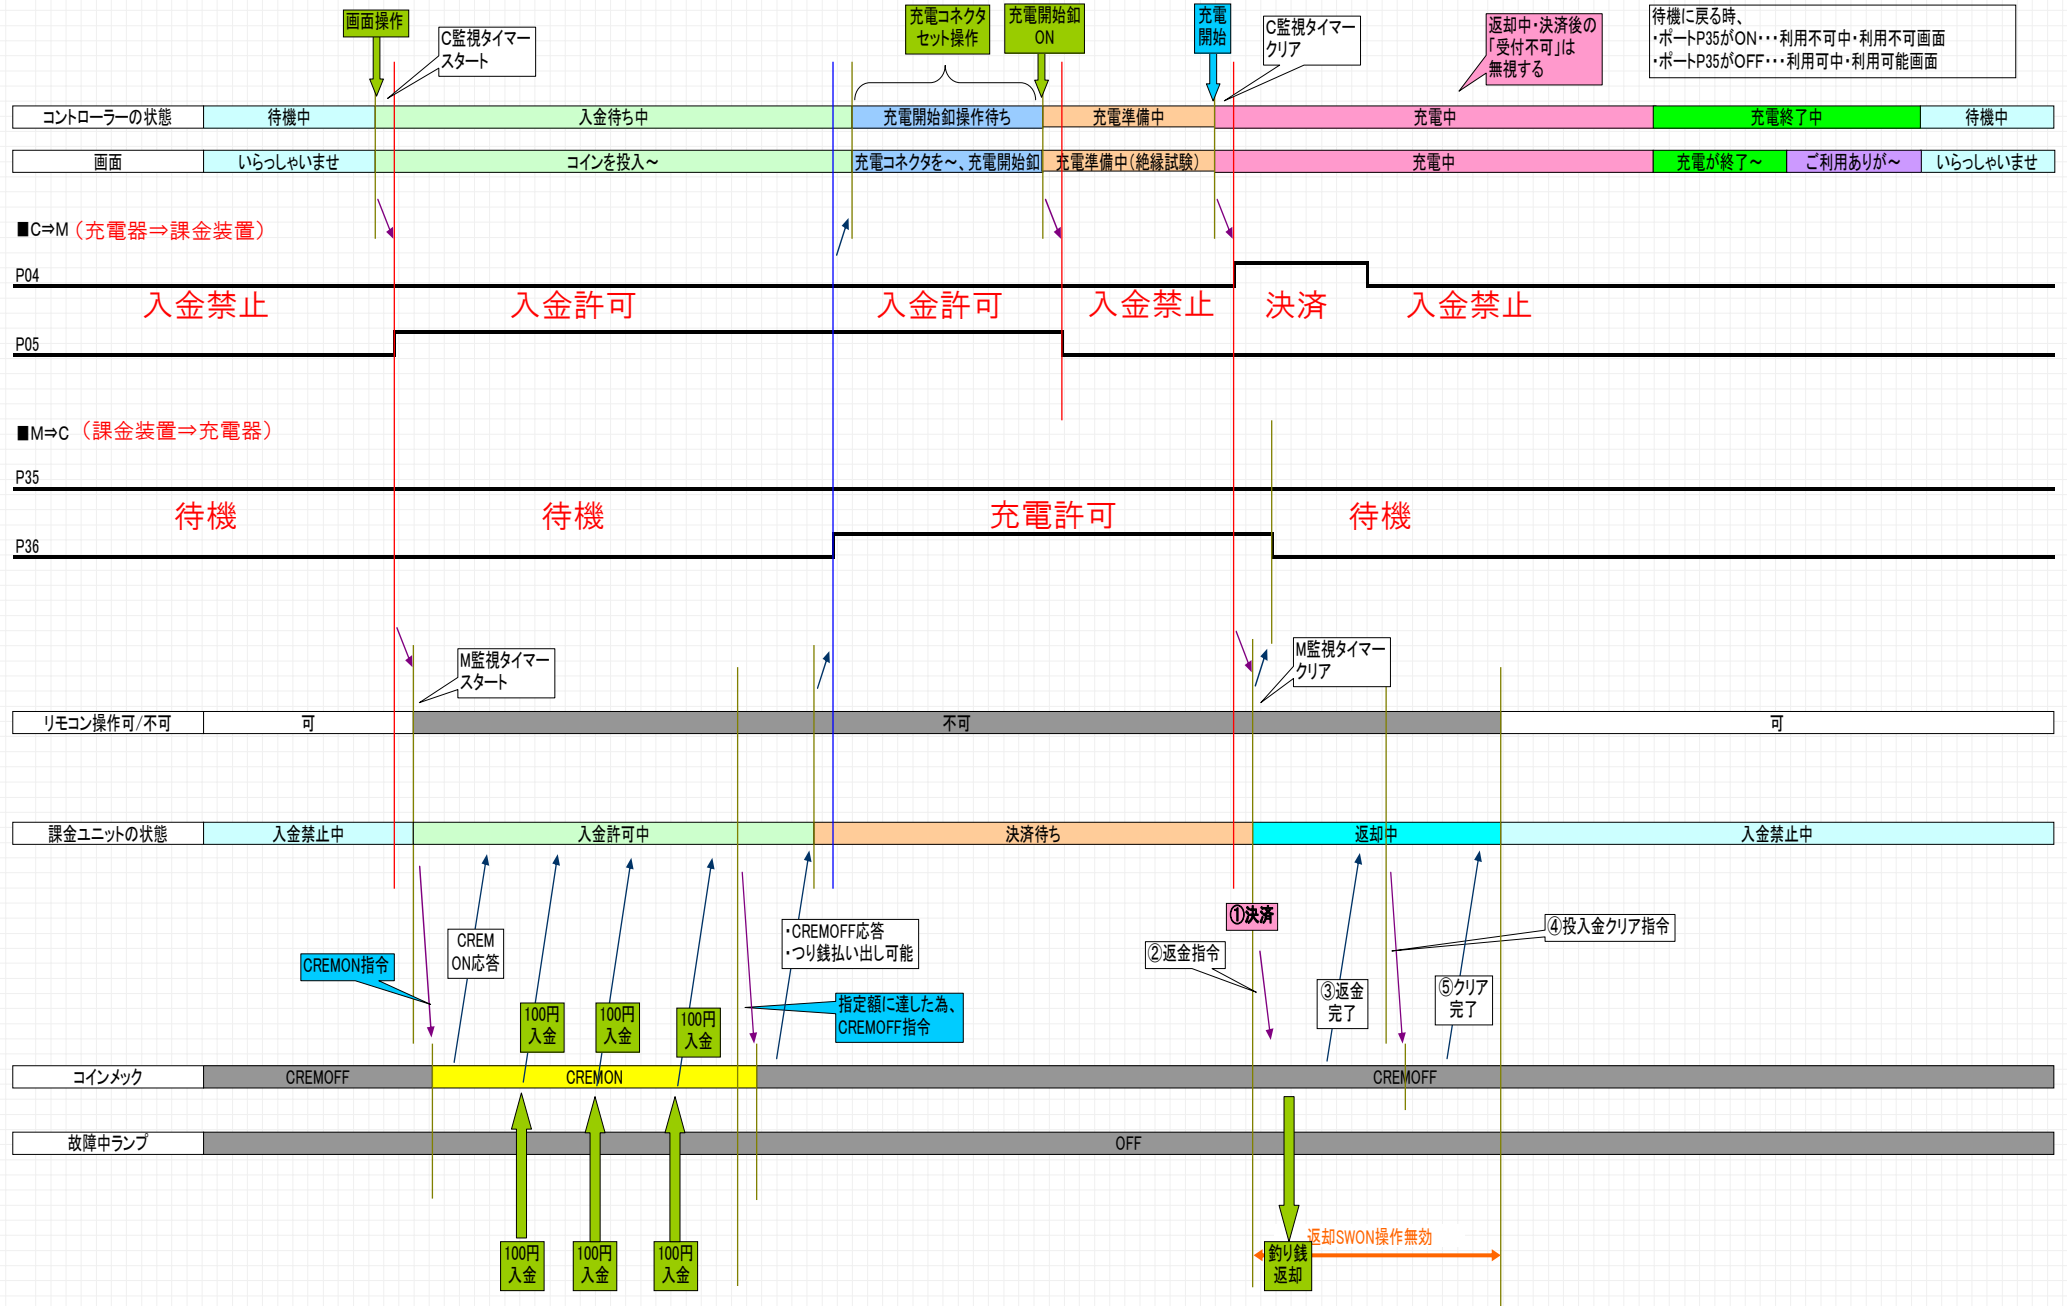 画面操作
C監視タイマー
スタート
充電コネクタ
セット操作
充電開始釦
ON
充電
開始
C監視タイマー
クリア
返却中・決済後の
「受付不可」は
無視する
待機に戻る時、
・ポートP35がON・・・利用不可中・利用不可画面
・ポートP35がOFF・・・利用可中・利用可能画面
コントローラーの状態 待機中 入金待ち中 充電開始釦操作待ち 充電準備中 充電中 充電終了中 待機中
画面 いらっしゃいませ コインを投入～ 充電コネクタを～、充電開始釦 充電準備中(絶縁試験) 充電中 充電が終了～ ご利用ありが～ いらっしゃいませ
■C⇒M (充電器⇒課金装置)
P04
入金禁止 入金許可 入金許可 入金禁止 決済 入金禁止
P05
■M⇒C (課金装置⇒充電器)
P35
待機 待機 充電許可 待機
P36
M監視タイマー
スタート
M監視タイマー
クリア
リモコン操作可/不可 可 不可 可
課金ユニットの状態 入金禁止中 入金許可中 決済待ち 返却中 入金禁止中
CREMON指令
CREM
ON応答
・CREMOFF応答
・つり銭払い出し可能
指定額に達した為、
CREMOFF指令
①決済
②返金指令
③返金
完了
④投入金クリア指令
⑤クリア
完了
100円
入金
100円
入金
100円
入金
コインメック CREMOFF CREMON CREMOFF
故障中ランプ OFF
100円
入金
100円
入金
100円
入金
釣り銭
返却
返却SWON操作無効